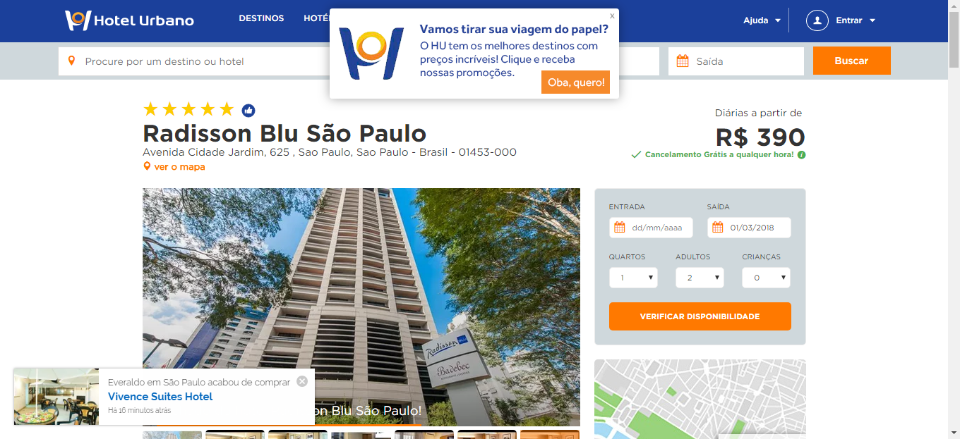 Hotel Urbano
DESTINOS
HOTÉ
Ajuda
Entrar
x
Vamos tirar sua viagem do papel?
O HU tem os melhores destinos com
preços incríveis! Clique e receba
nossas promoções.
Oba, quero!
Procure por um destino ou hotel
Saída
Buscar
Radisson Blu São Paulo
Avenida Cidade Jardim, 625 , Sao Paulo, Sao Paulo - Brasil - 01453-000
ver o mapa
Diárias a partir de
R$ 390
Cancelamento Grátis a qualquer hora!
ENTRADA
SAÍDA
dd/mm/aaaa
01/03/2018
QUARTOS
ADULTOS
CRIANÇAS
1
2
0
VERIFICAR DISPONIBILIDADE
Radisson
Badebec
on Blu São Paulo!
Everaldo em São Paulo acabou de comprar
Vivence Suites Hotel
Há 16 minutos atrás